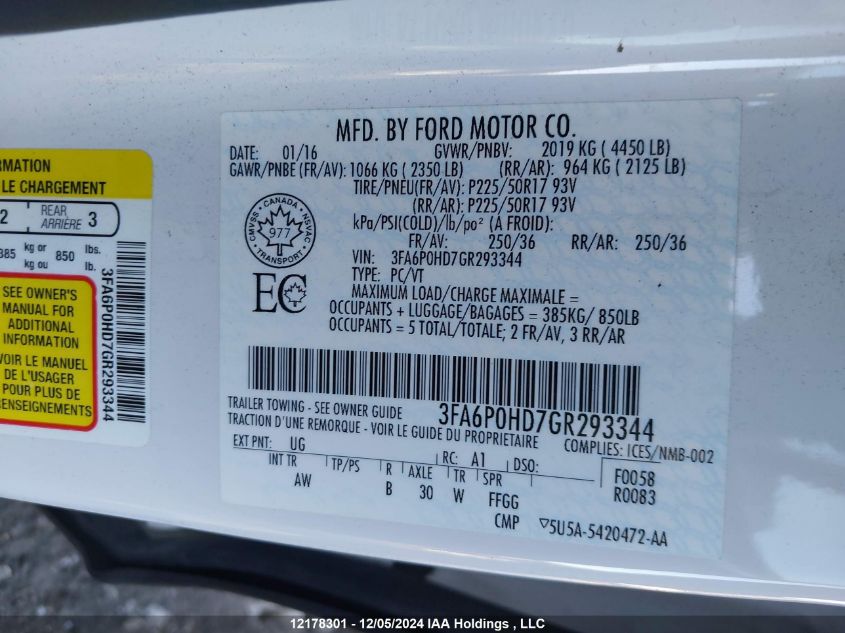 RMATION
LE CHARGEMENT
2 REAR ARRIÈRE 3
385 kg or kg ou 850 lbs. lb.
SEE OWNER'S
MANUAL FOR
ADDITIONAL
INFORMATION
VOIR LE MANUEL
DE L'USAGER
POUR PLUS DE
RENSEIGNEMENTS
3FA6P0HD7GR293344
MFD. BY FORD MOTOR CO.
DATE: 01/16 GVWR/PNBV: 2019 KG ( 4450 LB)
GAWR/PNBE (FR/AV): 1066 KG ( 2350 LB) (RR/AR): 964 KG ( 2125 LB)
TIRE/PNEU(FR/AV): P225/50R17 93V
(RR/AR): P225/50R17 93V
kPa/PSI(COLD)/lb/po² (A FROID):
FR/AV: 250/36 RR/AR: 250/36
VIN: 3FA6P0HD7GR293344
TYPE: PC/VT
MAXIMUM LOAD/CHARGE MAXIMALE =
OCCUPANTS + LUGGAGE/BAGAGES = 385KG/ 850LB
OCCUPANTS = 5 TOTAL/TOTALE; 2 FR/AV, 3 RR/AR
CANADA
CMVSS 977 NSVAC
TRANSPORT
EC
3FA6P0HD7GR293344
TRAILER TOWING - SEE OWNER GUIDE
TRACTION D'UNE REMORQUE - VOIR LE GUIDE DU PROPRIETAIRE
COMPLIES: ICES/NMB-002
EXT PNT: UG RC: A1 DSO: F0058
INT TR TP/PS R AXLE TR SPR R0083
AW B 30 W FFGG
CMP ▽5U5A-5420472-AA
12178301 - 12/05/2024 IAA Holdings , LLC